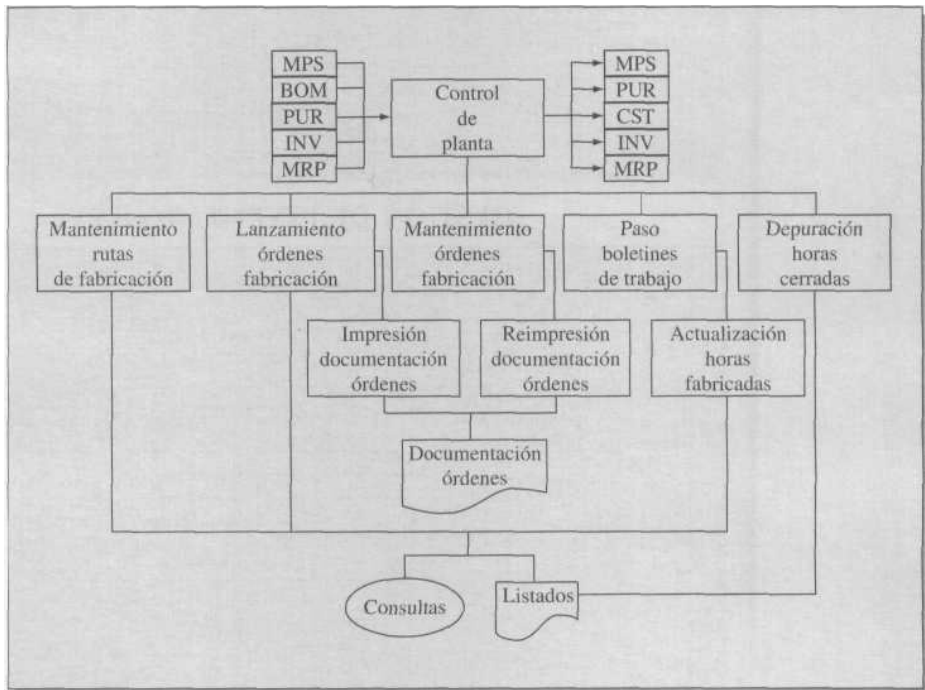 MPS
BOM
PUR
INV
MRP
Control
de
planta
MPS
PUR
CST
INV
MRP
Mantenimiento
rutas
de fabricación
Lanzamiento
órdenes
fabricación
Mantenimiento
órdenes
fabricación
Paso
boletines
de trabajo
Depuración
horas
cerradas
Impresión
documentación
órdenes
Reimpresión
documentación
órdenes
Actualización
horas
fabricadas
Documentación
órdenes
Consultas
Listados